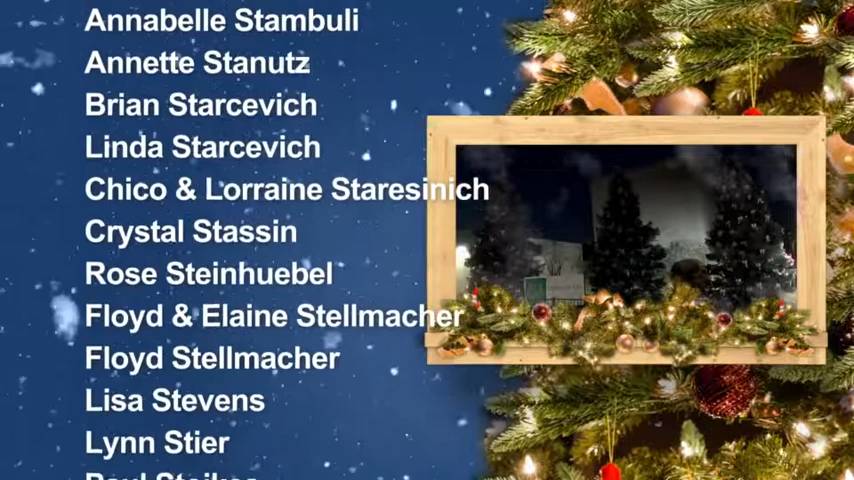 Annabelle Stambuli
Annette Stanutz
Brian Starcevich
Linda Starcevich
Chico & Lorraine Staresinich
Crystal Stassin
Rose Steinhuebel
Floyd & Elaine Stellmacher
Floyd Stellmacher
Lisa Stevens
Lynn Stier